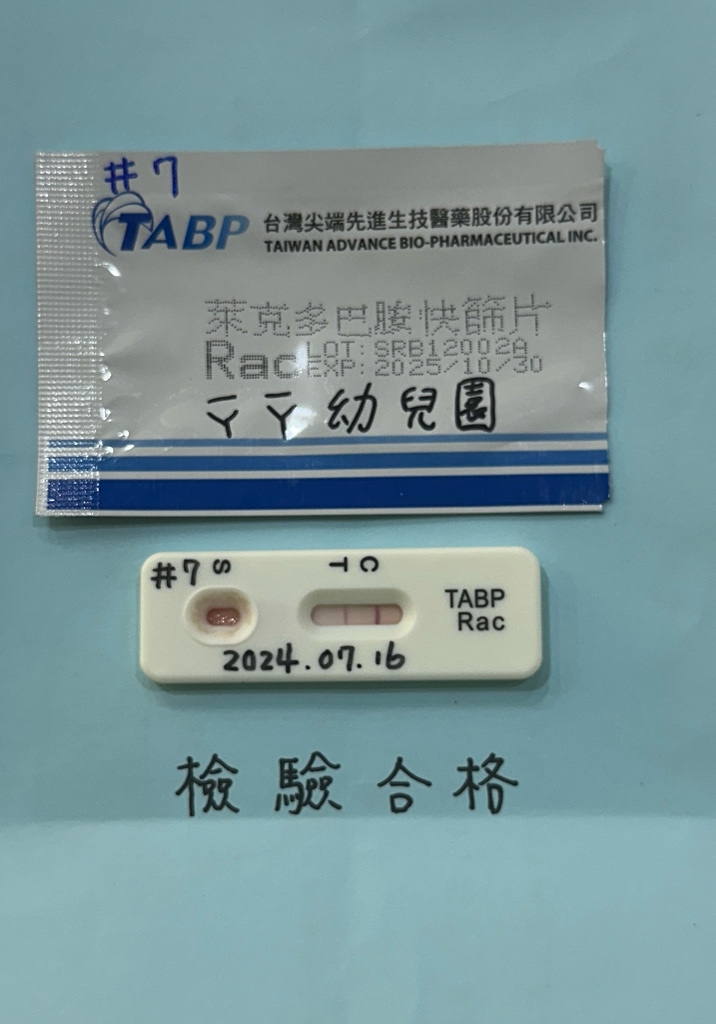 #7
TABP 台灣尖端先進生技醫藥股份有限公司
TAIWAN ADVANCE BIO-PHARMACEUTICAL INC.
萊克多巴胺快篩片
Rac LOT: SRB12002A
EXP: 2025/10/30
ㄚㄚ幼兒園
#7 S T C
TABP
Rac
2024.07.16
檢驗合格